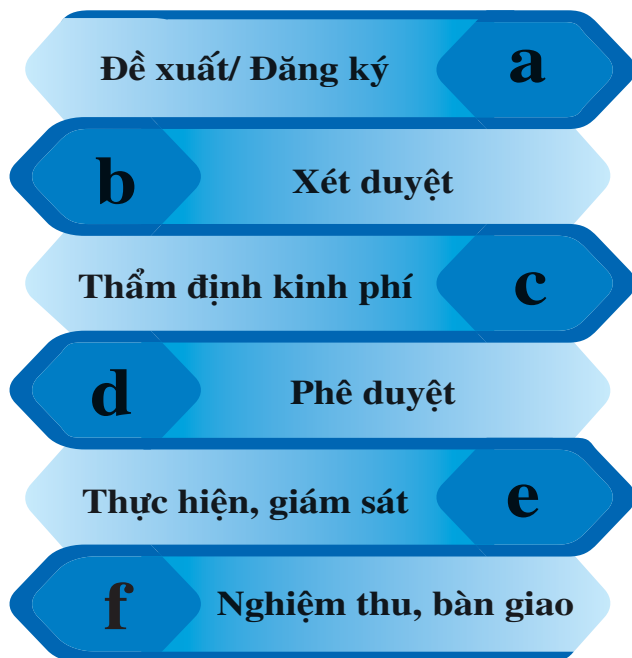 Đề xuất/ Đăng ký a
b Xét duyệt
Thẩm định kinh phí c
d Phê duyệt
Thực hiện, giám sát e
f Nghiệm thu, bàn giao